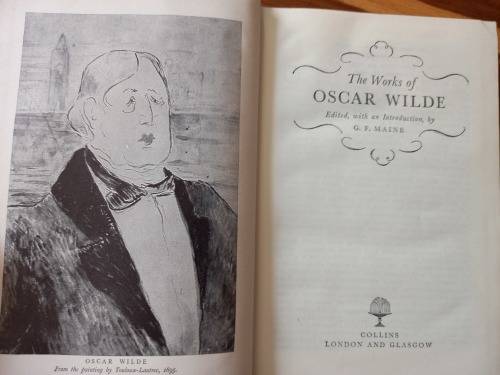 OSCAR WILDE
From the painting by Toulouse-Lautrec, 1895.
The Works of
OSCAR WILDE
Edited, with an Introduction, by
G. F. MAINE
COLLINS
LONDON AND GLASGOW